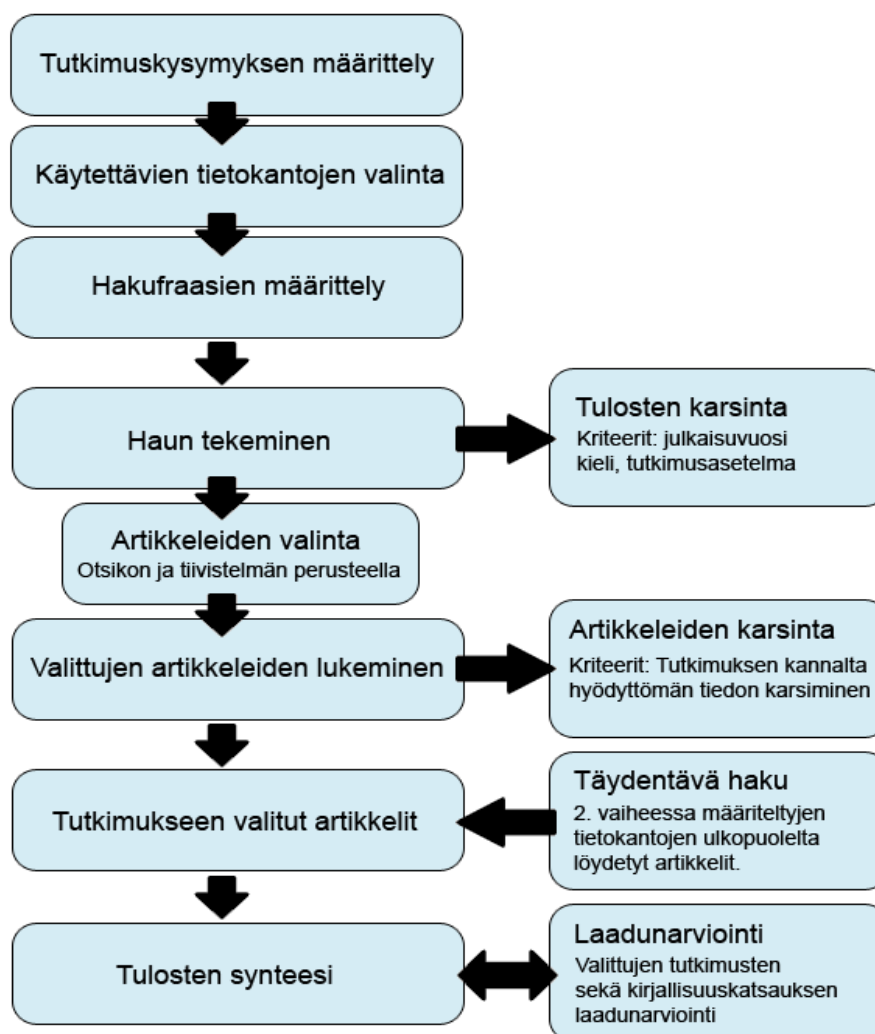 Tutkimuskysymyksen määrittely
Käytettävien tietokantojen valinta
Hakufraasien määrittely
Haun tekeminen
Tulosten karsinta
Kriteerit: julkaisuvuosi
kieli, tutkimusasetelma
Artikkeleiden valinta
Otsikon ja tiivistelmän perusteella
Valittujen artikkeleiden lukeminen
Artikkeleiden karsinta
Kriteerit: Tutkimuksen kannalta
hyödyttömän tiedon karsiminen
Tutkimukseen valitut artikkelit
Täydentävä haku
2. vaiheessa määriteltyjen
tietokantojen ulkopuolelta
löydetyt artikkelit.
Tulosten synteesi
Laadunarviointi
Valittujen tutkimusten
sekä kirjallisuuskatsauksen
laadunarviointi